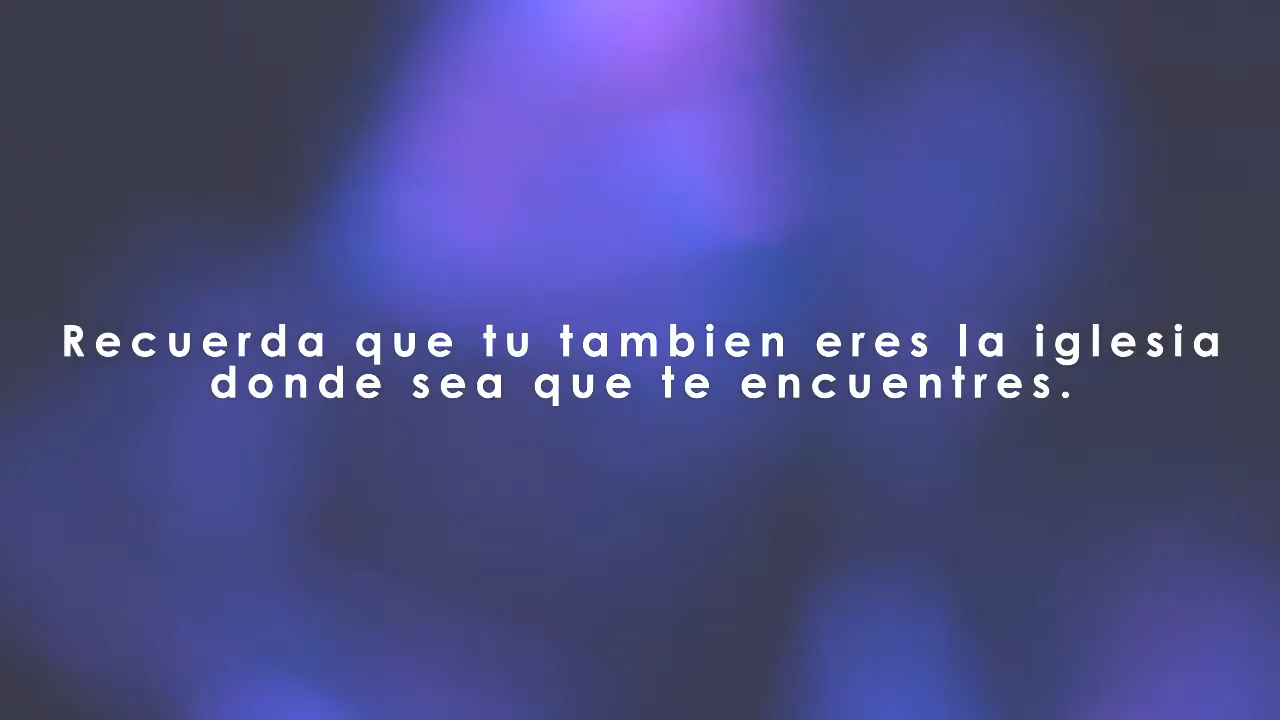 Recuerda que tu tambien eres la iglesia
donde sea que te encuentres.